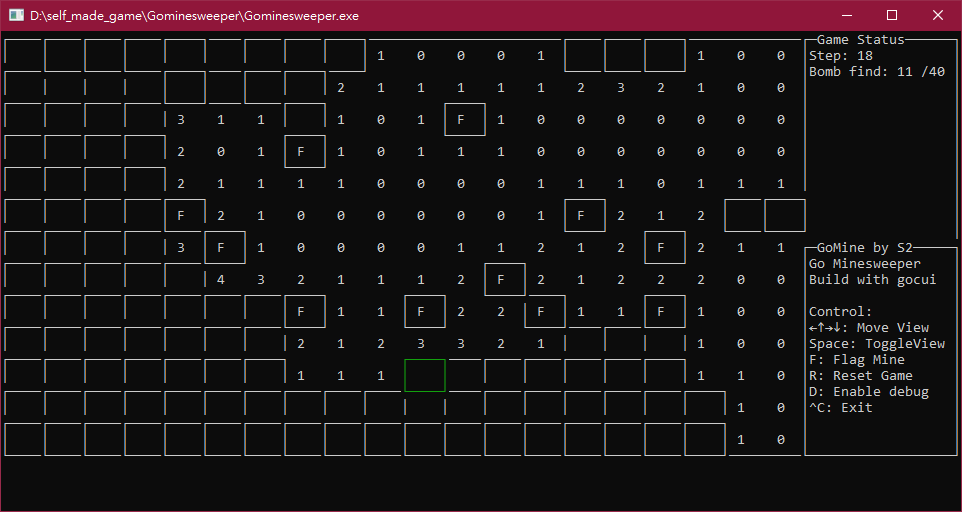 D:\self_made_game\Gominesweeper\Gominesweeper.exe
1 0 0 0 1 1 0 0
2 1 1 1 1 1 2 3 2 1 0 0
3 1 1 1 0 1 F 1 0 0 0 0 0 0 0
2 0 1 F 1 0 1 1 1 0 0 0 0 0 0 0
2 1 1 1 1 0 0 0 0 1 1 1 0 1 1 1
F 2 1 0 0 0 0 0 0 1 F 2 1 2
3 F 1 0 0 0 0 1 1 2 1 2 F 2 1 1
4 3 2 1 1 1 2 F 2 1 2 2 2 0 0
F 1 1 F 2 2 F 1 1 F 1 0 0
2 1 2 3 3 2 1 1 0 0
1 1 1 1 1 0
1 0
1 0
Game Status
Step: 18
Bomb find: 11 /40
GoMine by S2
Go Minesweeper
Build with gocui
Control:
←↑→↓: Move View
Space: ToggleView
F: Flag Mine
R: Reset Game
D: Enable debug
^C: Exit